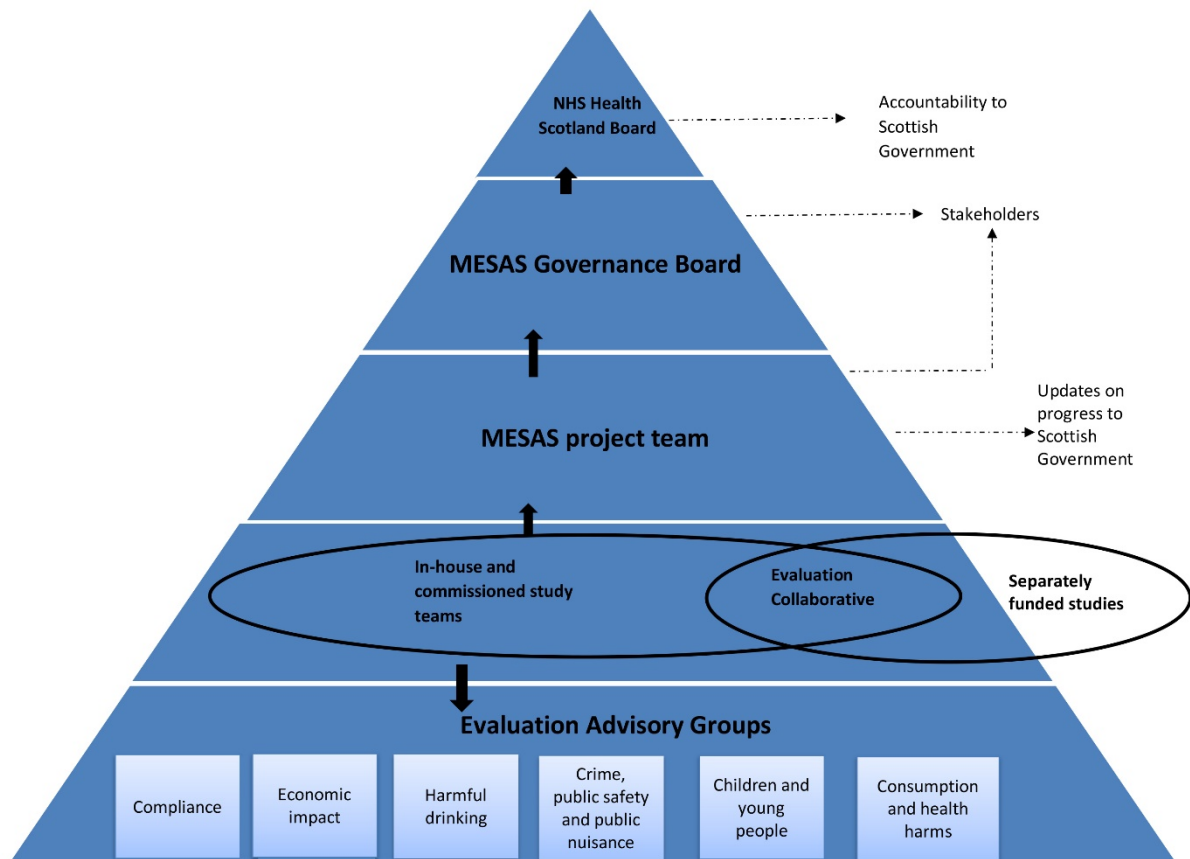 NHS Health
Scotland Board
Accountability to
Scottish
Government
Stakeholders
MESAS Governance Board
MESAS project team
Updates on
progress to
Scottish
Government
In-house and
commissioned study
teams
Evaluation
Collaborative
Separately
funded studies
Evaluation Advisory Groups
Compliance
Economic
impact
Harmful
drinking
Crime,
public safety
and public
nuisance
Children and
young
people
Consumption
and health
harms